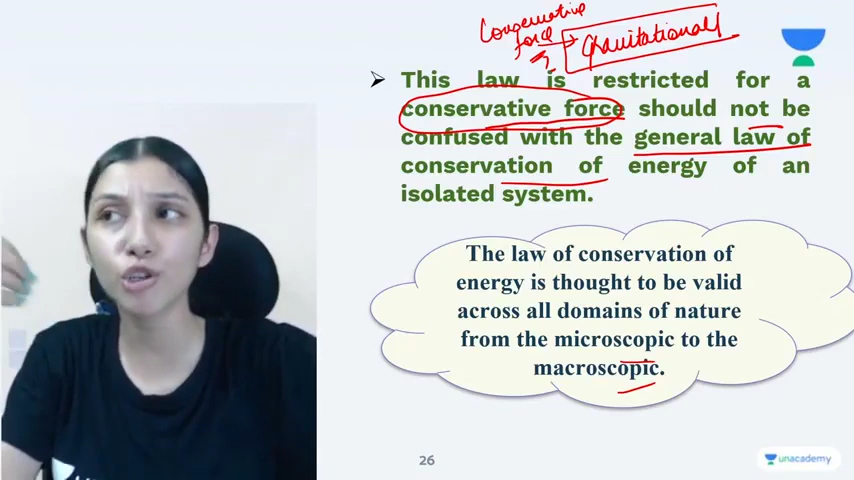 Conservative
force → Gravitational
➤ This law is restricted for a
conservative force should not be
confused with the general law of
conservation of energy of an
isolated system.
The law of conservation of
energy is thought to be valid
across all domains of nature
from the microscopic to the
macroscopic.
26
unacademy